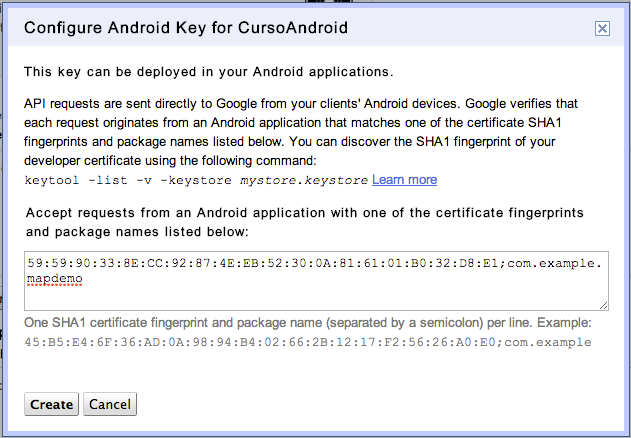 Configure Android Key for CursoAndroid
This key can be deployed in your Android applications.
API requests are sent directly to Google from your clients' Android devices. Google verifies that
each request originates from an Android application that matches one of the certificate SHA1
fingerprints and package names listed below. You can discover the SHA1 fingerprint of your
developer certificate using the following command:
keytool -list -v -keystore mystore.keystore Learn more
Accept requests from an Android application with one of the certificate fingerprints
and package names listed below:
59:59:90:33:8E:CC:92:87:4E:EB:52:30:0A:81:61:01:B0:32:D8:E1;com.example.
mapdemo
One SHA1 certificate fingerprint and package name (separated by a semicolon) per line. Example:
45:B5:E4:6F:36:AD:0A:98:94:B4:02:66:2B:12:17:F2:56:26:A0:E0;com.example
Create Cancel